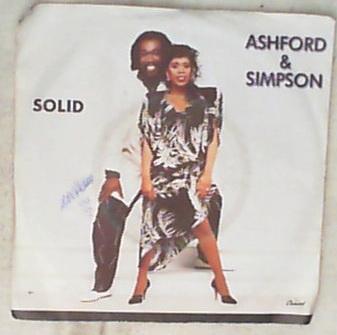 ASHFORD
&
SIMPSON
SOLID
Capitol